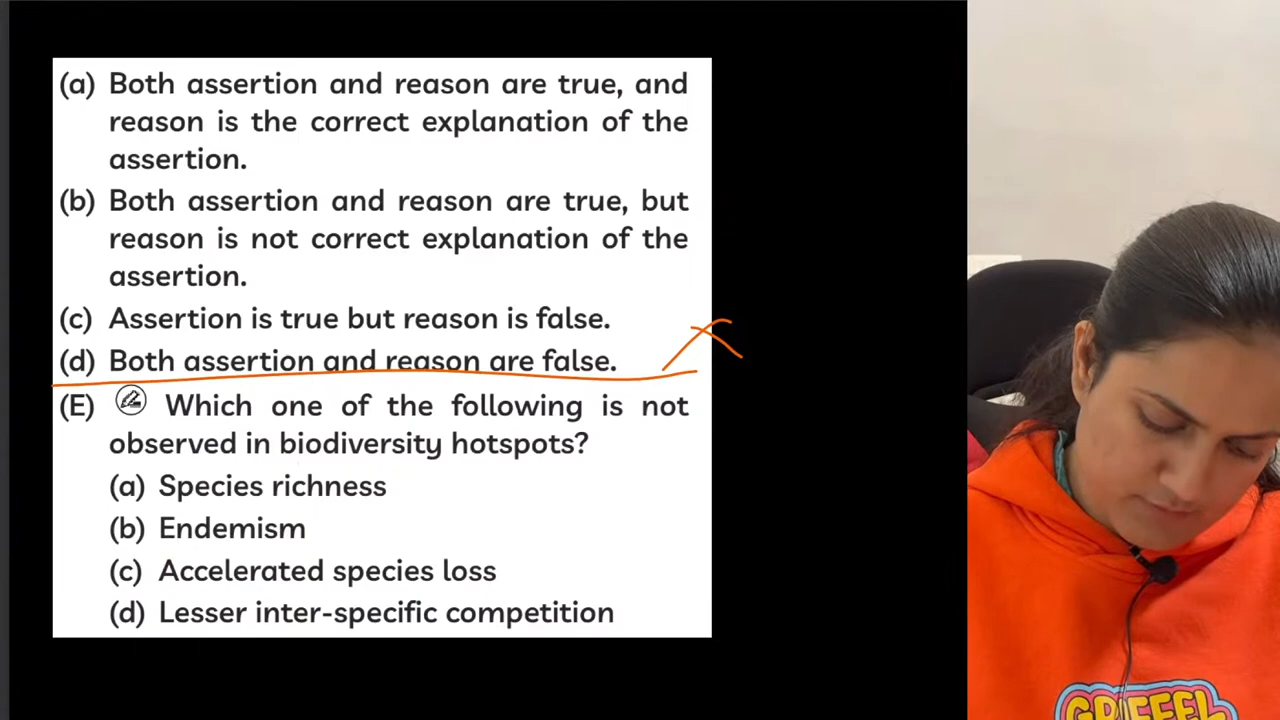 (a) Both assertion and reason are true, and
reason is the correct explanation of the
assertion.
(b) Both assertion and reason are true, but
reason is not correct explanation of the
assertion.
(c) Assertion is true but reason is false.
(d) Both assertion and reason are false.
(E) Which one of the following is not
observed in biodiversity hotspots?
(a) Species richness
(b) Endemism
(c) Accelerated species loss
(d) Lesser inter-specific competition